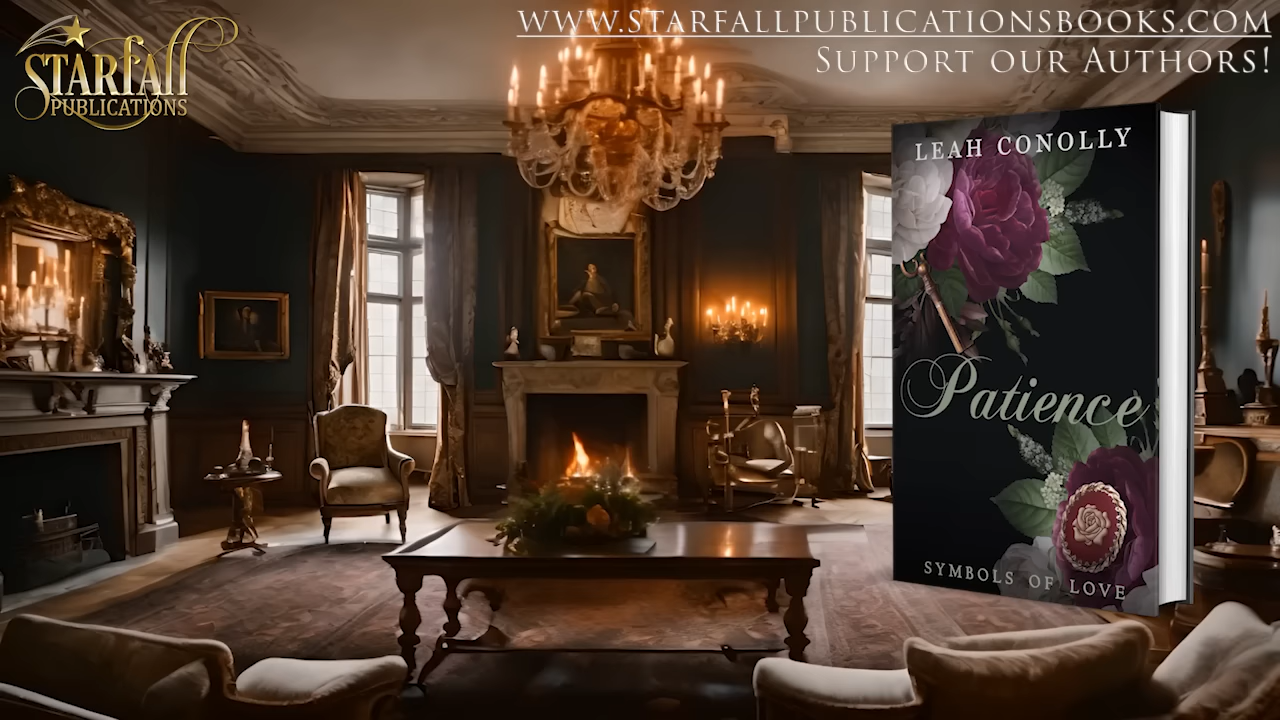 STARfall
PUBLICATIONS
WWW.STARFALLPUBLICATIONSBOOKS.COM
SUPPORT OUR AUTHORS!
LEAH CONOLLY
Patience
SYMBOLS OF LOVE